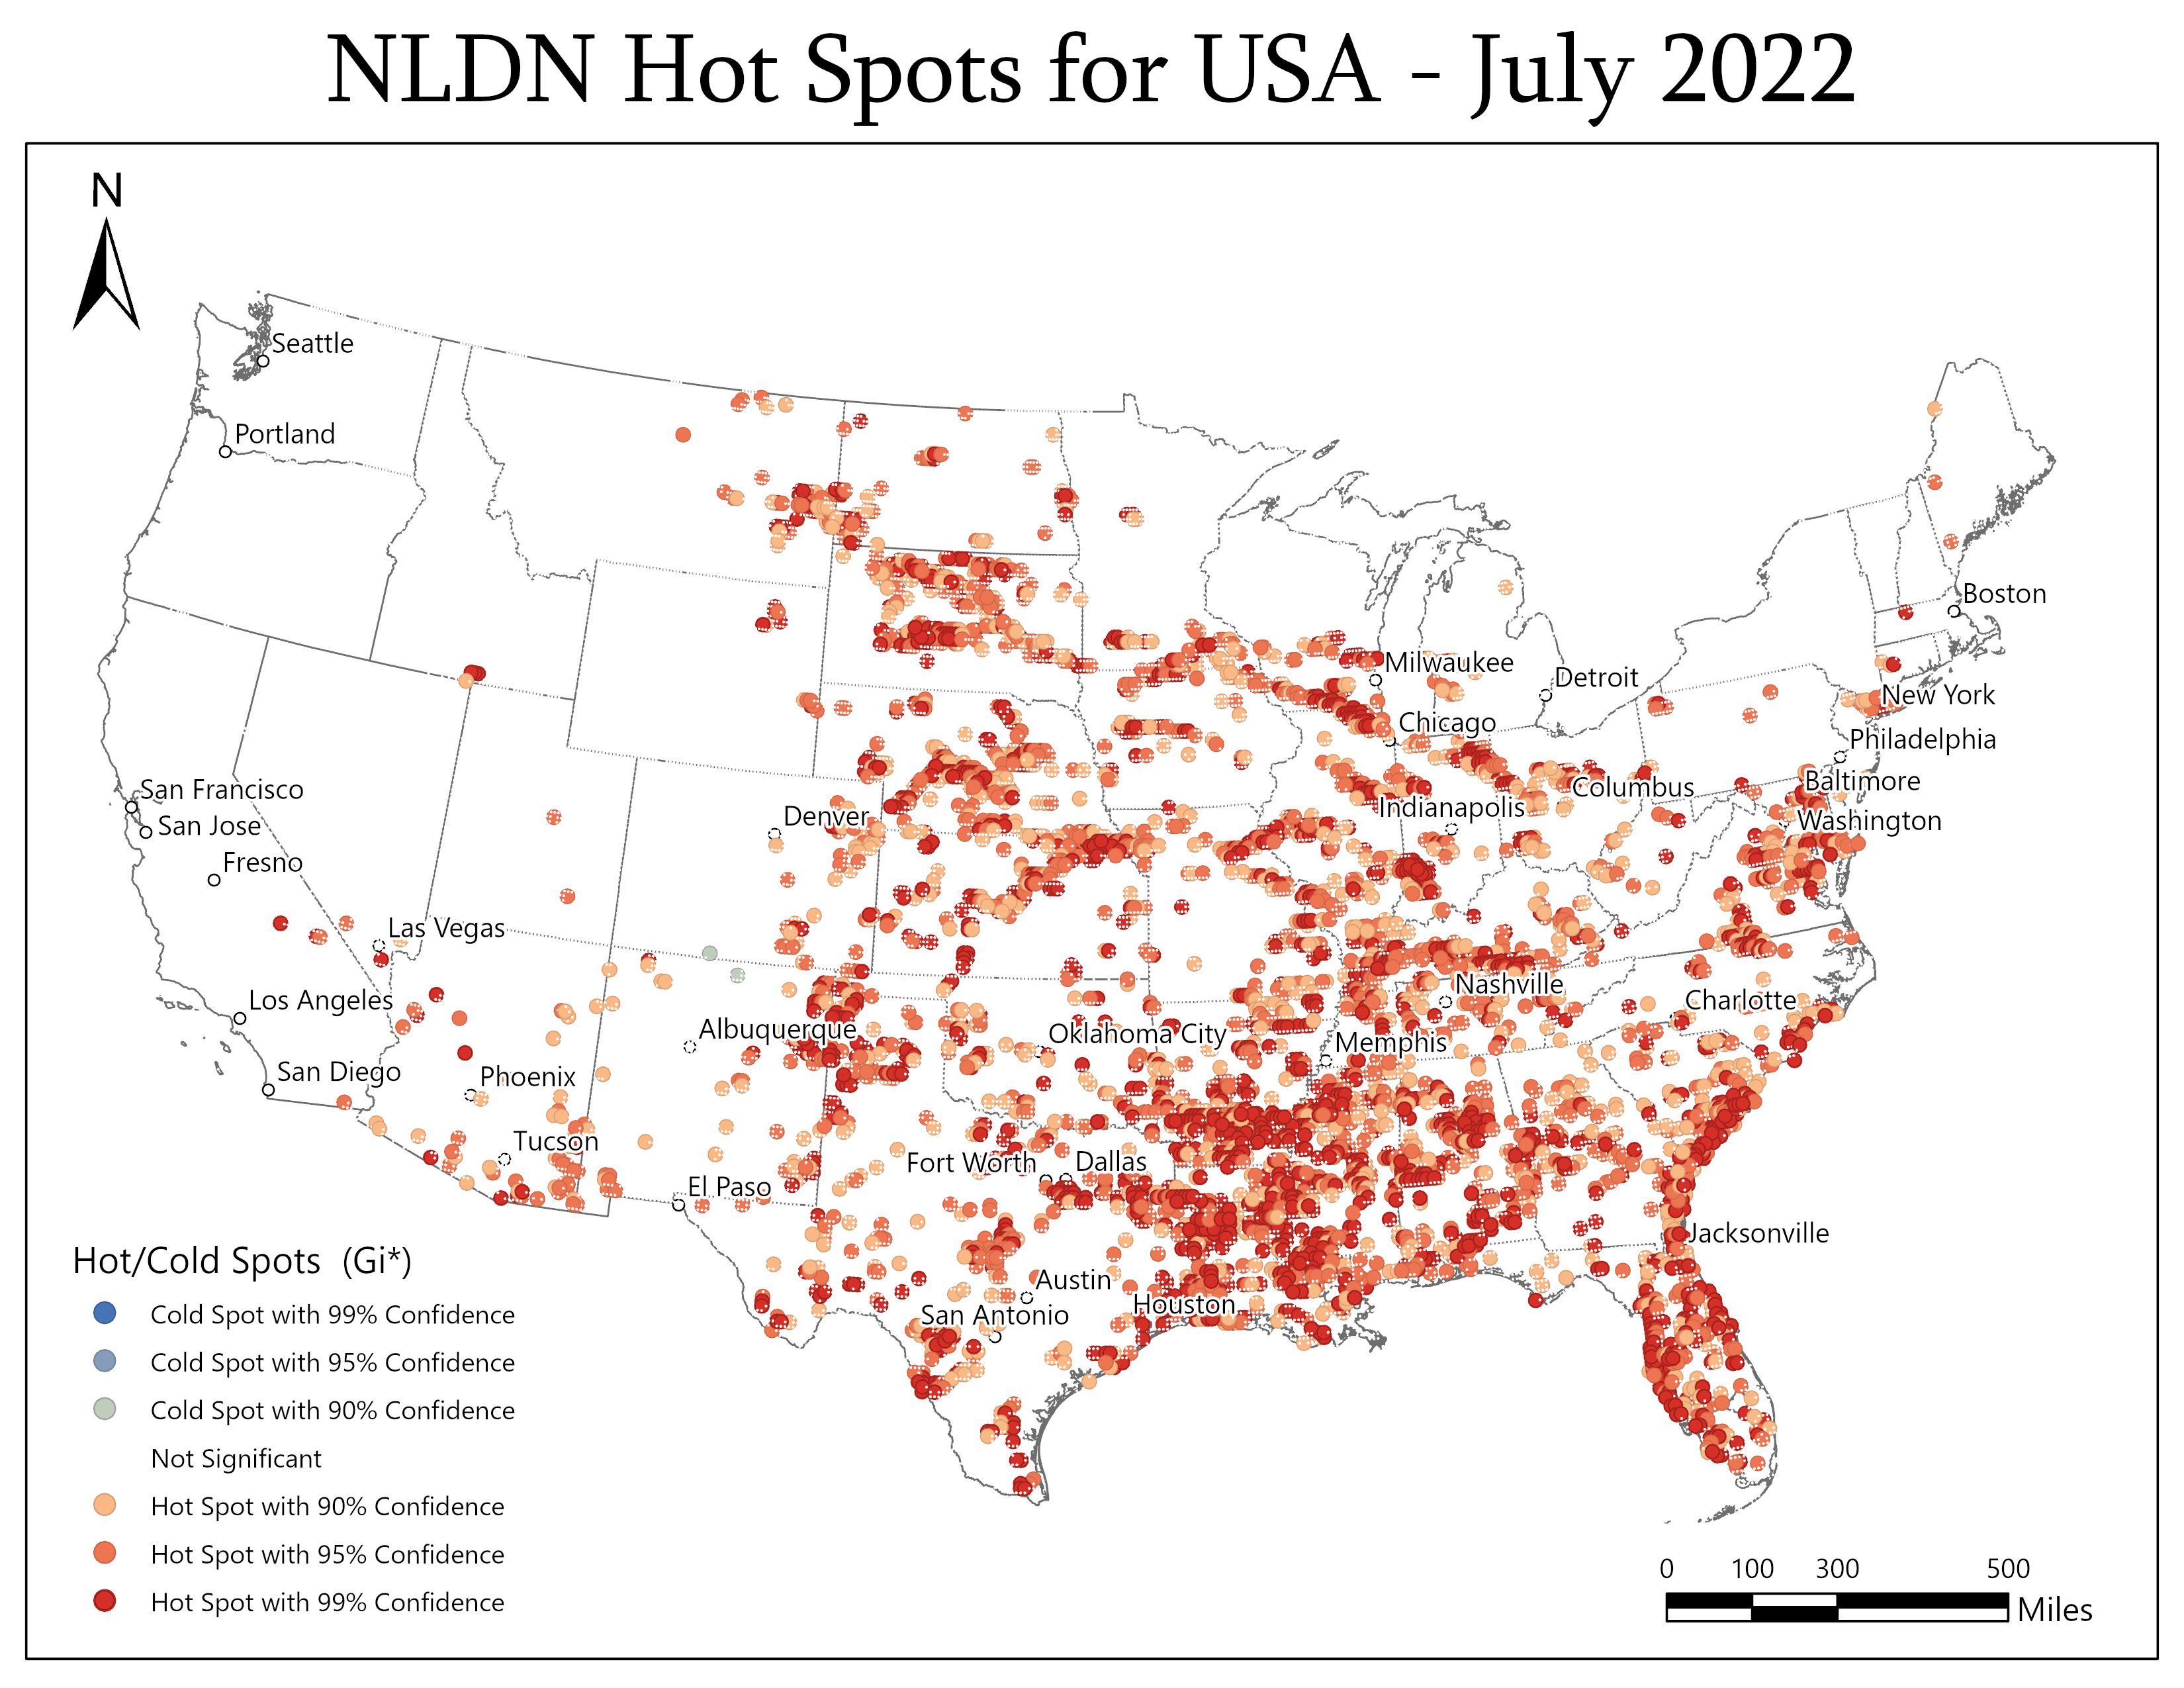 NLDN Hot Spots for USA - July 2022
N
Seattle
Portland
Boston
Milwaukee
Detroit
New York
Chicago
Philadelphia
San Francisco
Baltimore
Columbus
Indianapolis
Denver
San Jose
Washington
Fresno
Las Vegas
Nashville
Los Angeles
Charlotte
Albuquerque
Oklahoma City
Memphis
San Diego
Phoenix
Tucson
Fort Worth
Dallas
El Paso
Jacksonville
Austin
Houston
San Antonio
Hot/Cold Spots (Gi*)
Cold Spot with 99% Confidence
Cold Spot with 95% Confidence
Cold Spot with 90% Confidence
Not Significant
Hot Spot with 90% Confidence
Hot Spot with 95% Confidence
Hot Spot with 99% Confidence
0 100 300 500
Miles